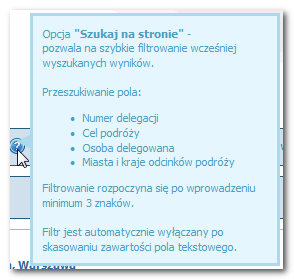 Opcja "Szukaj na stronie" -
pozwala na szybkie filtrowanie wcześniej
wyszukanych wyników.
Przeszukiwanie pola:
• Numer delegacji
• Cel podróży
• Osoba delegowana
• Miasta i kraje odcinków podróży
Filtrowanie rozpoczyna się po wprowadzeniu
minimum 3 znaków.
Filtr jest automatycznie wyłączany po
skasowaniu zawartości pola tekstowego.
Warszawa